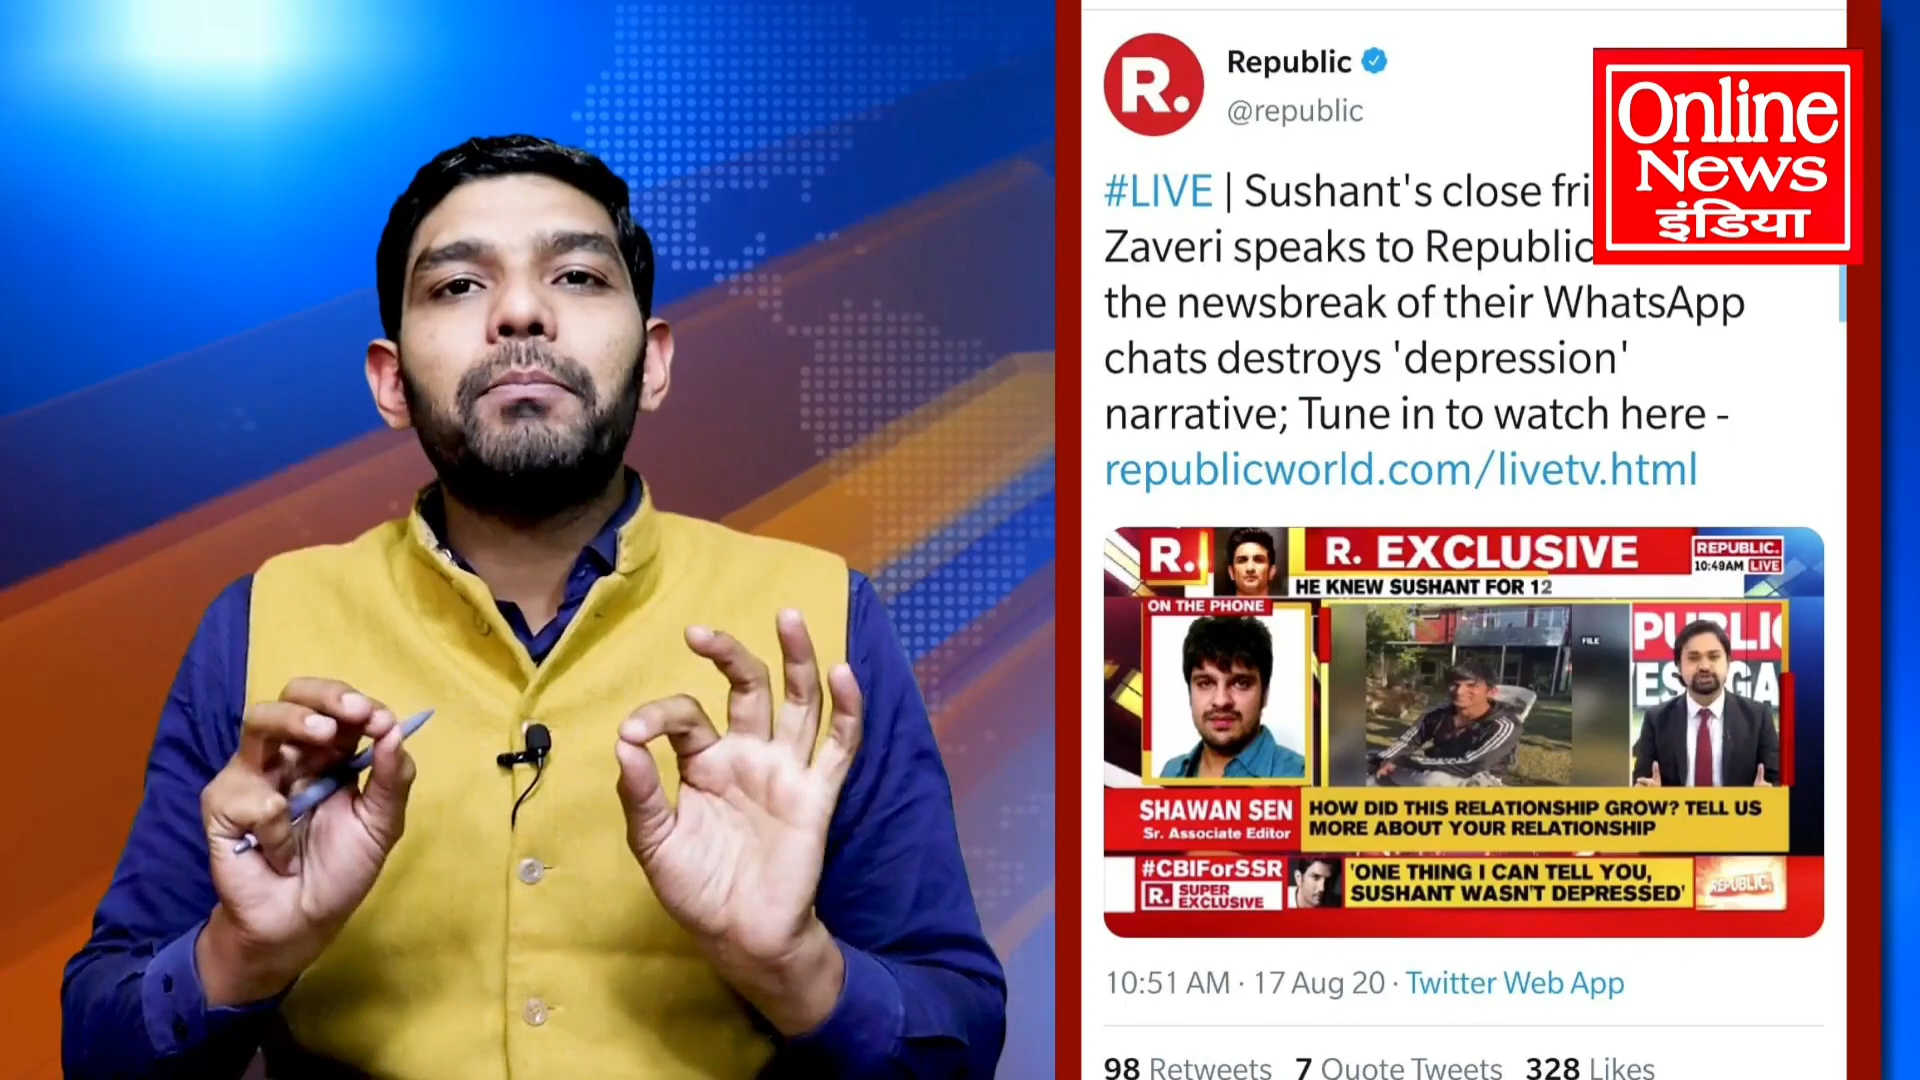 R.
Republic
@republic
Online
News
इंडिया
#LIVE | Sushant's close fri
Zaveri speaks to Republic
the newsbreak of their WhatsApp
chats destroys 'depression'
narrative; Tune in to watch here -
republicworld.com/livetv.html
R.
R. EXCLUSIVE
REPUBLIC.
10:49AM LIVE
HE KNEW SUSHANT FOR 12
ON THE PHONE
FILE
PUBLIC
ES GA
SHAWAN SEN
Sr. Associate Editor
HOW DID THIS RELATIONSHIP GROW? TELL US
MORE ABOUT YOUR RELATIONSHIP
#CBIForSSR
R. SUPER
EXCLUSIVE
'ONE THING I CAN TELL YOU,
SUSHANT WASN'T DEPRESSED'
REPUBLIC.
10:51 AM · 17 Aug 20 · Twitter Web App
98 Retweets 7 Quote Tweets 328 Likes